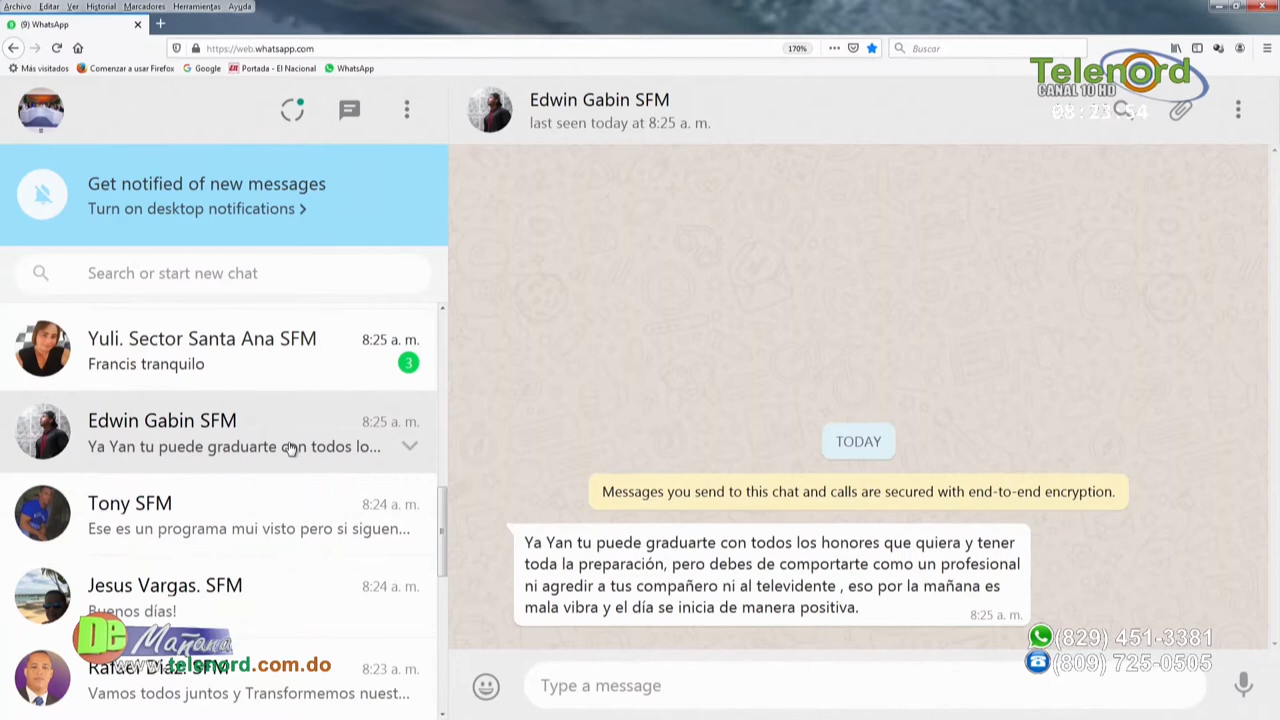 Archivo Editar Ver Historial Marcadores Herramientas Ayuda
(9) WhatsApp
https://web.whatsapp.com
170%
Buscar
Más visitados Comenzar a usar Firefox Google Portada - El Nacional WhatsApp
Telenord
CANAL 10 HD
08:23:54
Edwin Gabin SFM
last seen today at 8:25 a. m.
Get notified of new messages
Turn on desktop notifications >
Search or start new chat
Yuli. Sector Santa Ana SFM 8:25 a. m.
Francis tranquilo 3
Edwin Gabin SFM 8:25 a. m.
Ya Yan tu puede graduarte con todos lo...
Tony SFM 8:24 a. m.
Ese es un programa mui visto pero si siguen...
Jesus Vargas. SFM 8:24 a. m.
Buenos días!
Rafael Díaz. SFM 8:23 a. m.
Vamos todos juntos y Transformemos nuest...
De Mañana
www.telenord.com.do
TODAY
Messages you send to this chat and calls are secured with end-to-end encryption.
Ya Yan tu puede graduarte con todos los honores que quiera y tener
toda la preparación, pero debes de comportarte como un profesional
ni agredir a tus compañero ni al televidente , eso por la mañana es
mala vibra y el día se inicia de manera positiva.
8:25 a. m.
(829) 451-3381
(809) 725-0505
Type a message